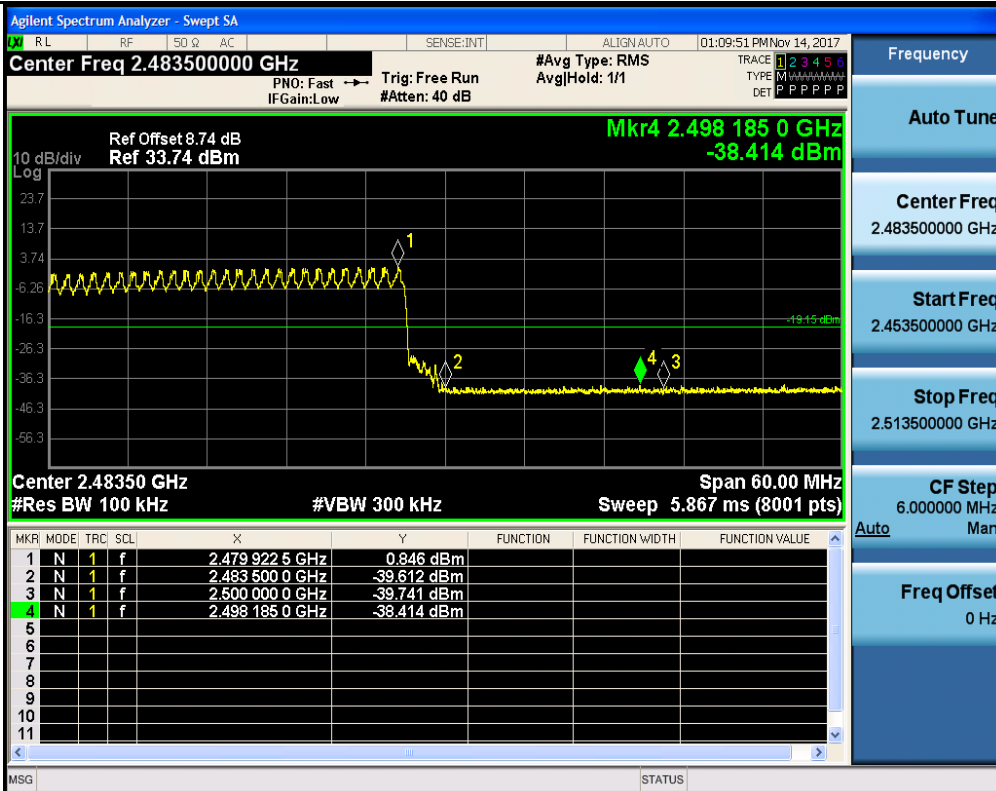 Agilent Spectrum Analyzer - Swept SA
LXI RL RF 50 Ω AC SENSE:INT ALIGN AUTO 01:09:51 PM Nov 14, 2017
Center Freq 2.483500000 GHz
PNO: Fast
IFGain:Low
Trig: Free Run
#Atten: 40 dB
#Avg Type: RMS
Avg|Hold: 1/1
TRACE 1 2 3 4 5 6
TYPE M
DET P P P P P P
Mkr4 2.498 185 0 GHz
-38.414 dBm
Ref Offset 8.74 dB
Ref 33.74 dBm
10 dB/div
Log
23.7
13.7
3.74
-6.26
-16.3
-26.3
-36.3
-46.3
-56.3
1
2
4
3
-19.15 dBm
Center 2.48350 GHz Span 60.00 MHz
#Res BW 100 kHz #VBW 300 kHz Sweep 5.867 ms (8001 pts)
MKR MODE TRC SCL X Y FUNCTION FUNCTION WIDTH FUNCTION VALUE
1 N 1 f 2.479 922 5 GHz 0.846 dBm
2 N 1 f 2.483 500 0 GHz -39.612 dBm
3 N 1 f 2.500 000 0 GHz -39.741 dBm
4 N 1 f 2.498 185 0 GHz -38.414 dBm
5
6
7
8
9
10
11
MSG STATUS
Frequency
Auto Tune
Center Freq
2.483500000 GHz
Start Freq
2.453500000 GHz
Stop Freq
2.513500000 GHz
CF Step
6.000000 MHz
Auto Man
Freq Offset
0 Hz